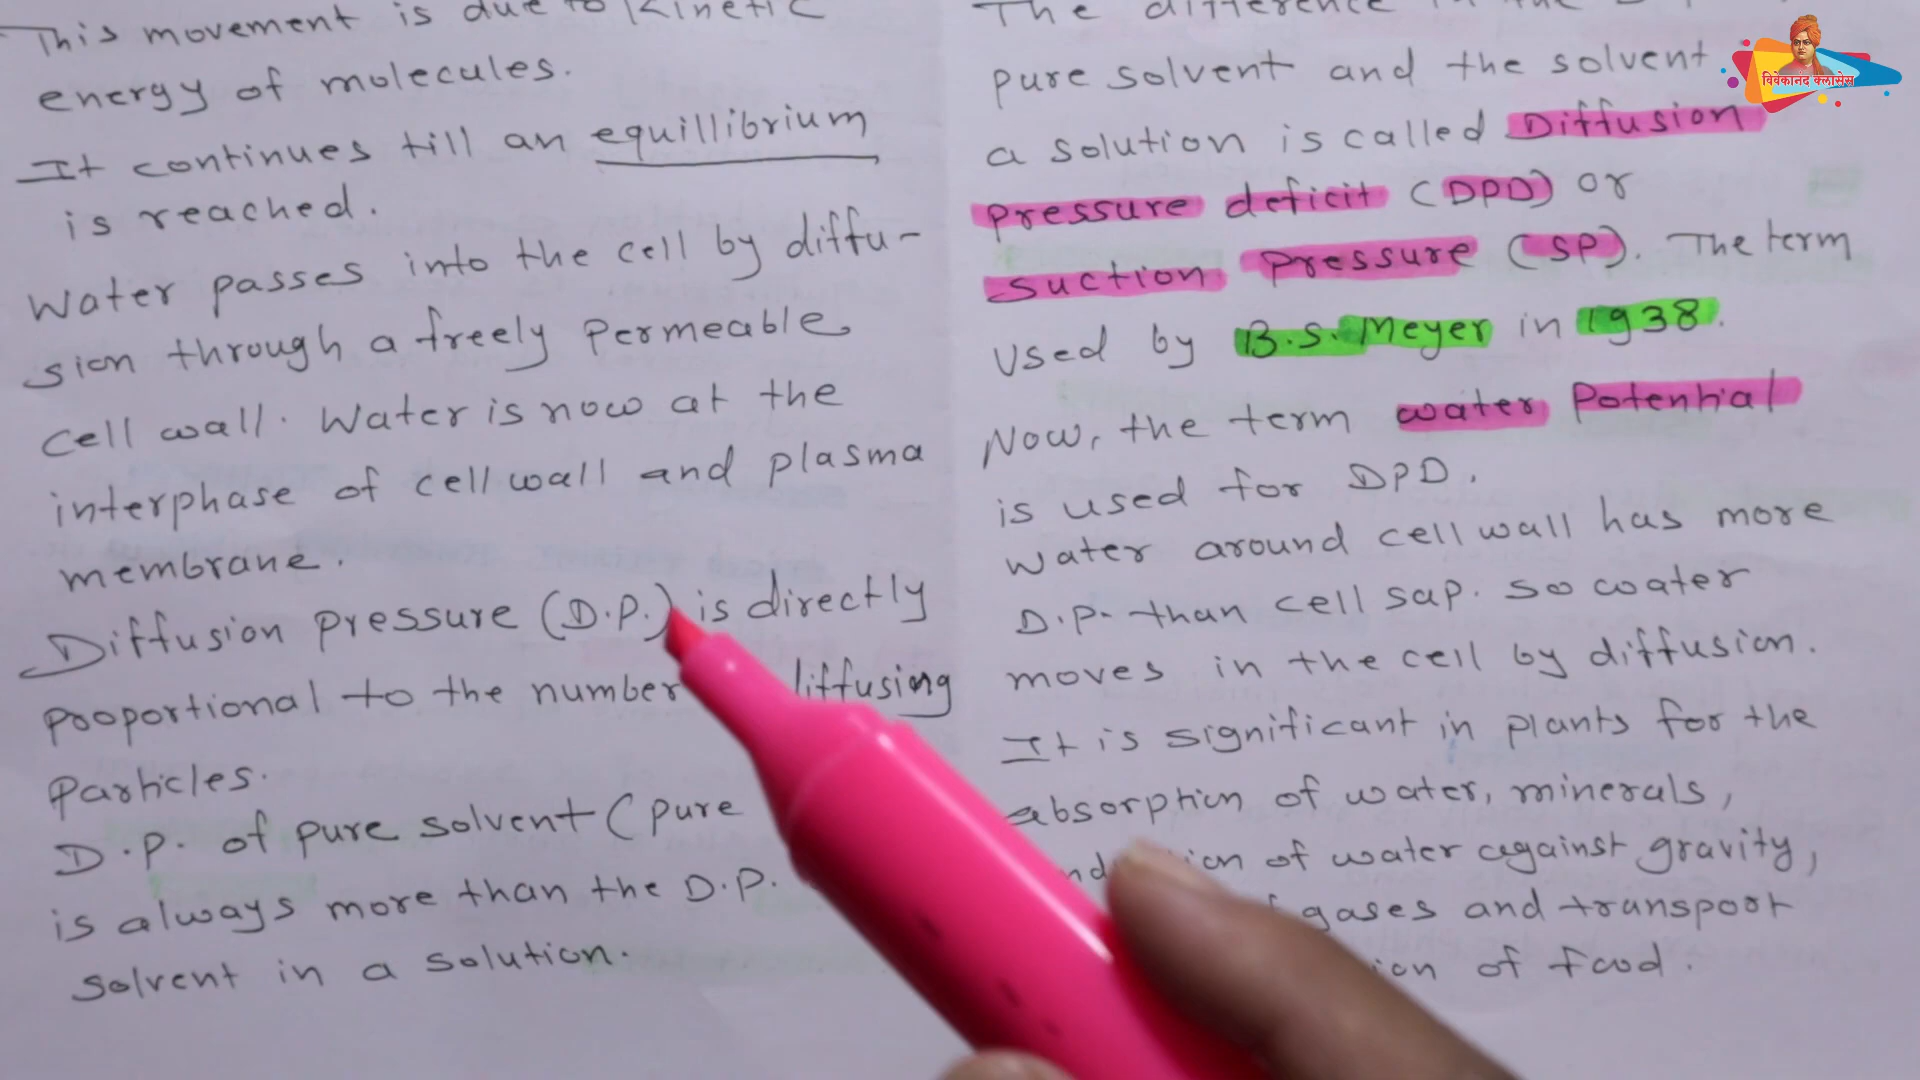 This movement is due to Kinetic
energy of molecules.
It continues till an equillibrium
is reached.
Water passes into the cell by diffu-
sion through a freely Permeable
cell wall. Water is now at the
interphase of cell wall and plasma
membrane.
Diffusion pressure (D.P.) is directly
proportional to the number diffusing
Particles.
D.P. of pure solvent (pure
is always more than the D.P.
solvent in a solution.
The difference in the
pure solvent and the solvent
a solution is called Diffusion
pressure deficit (DPD) or
suction pressure (SP). The term
Used by B.S. Meyer in 1938.
Now, the term water Potential
is used for DPD.
Water around cell wall has more
D.P. than cell sap. so water
moves in the cell by diffusion.
It is significant in plants for the
absorption of water, minerals,
of water against gravity,
gases and transport
of food.
विवेकानंद क्लासेस